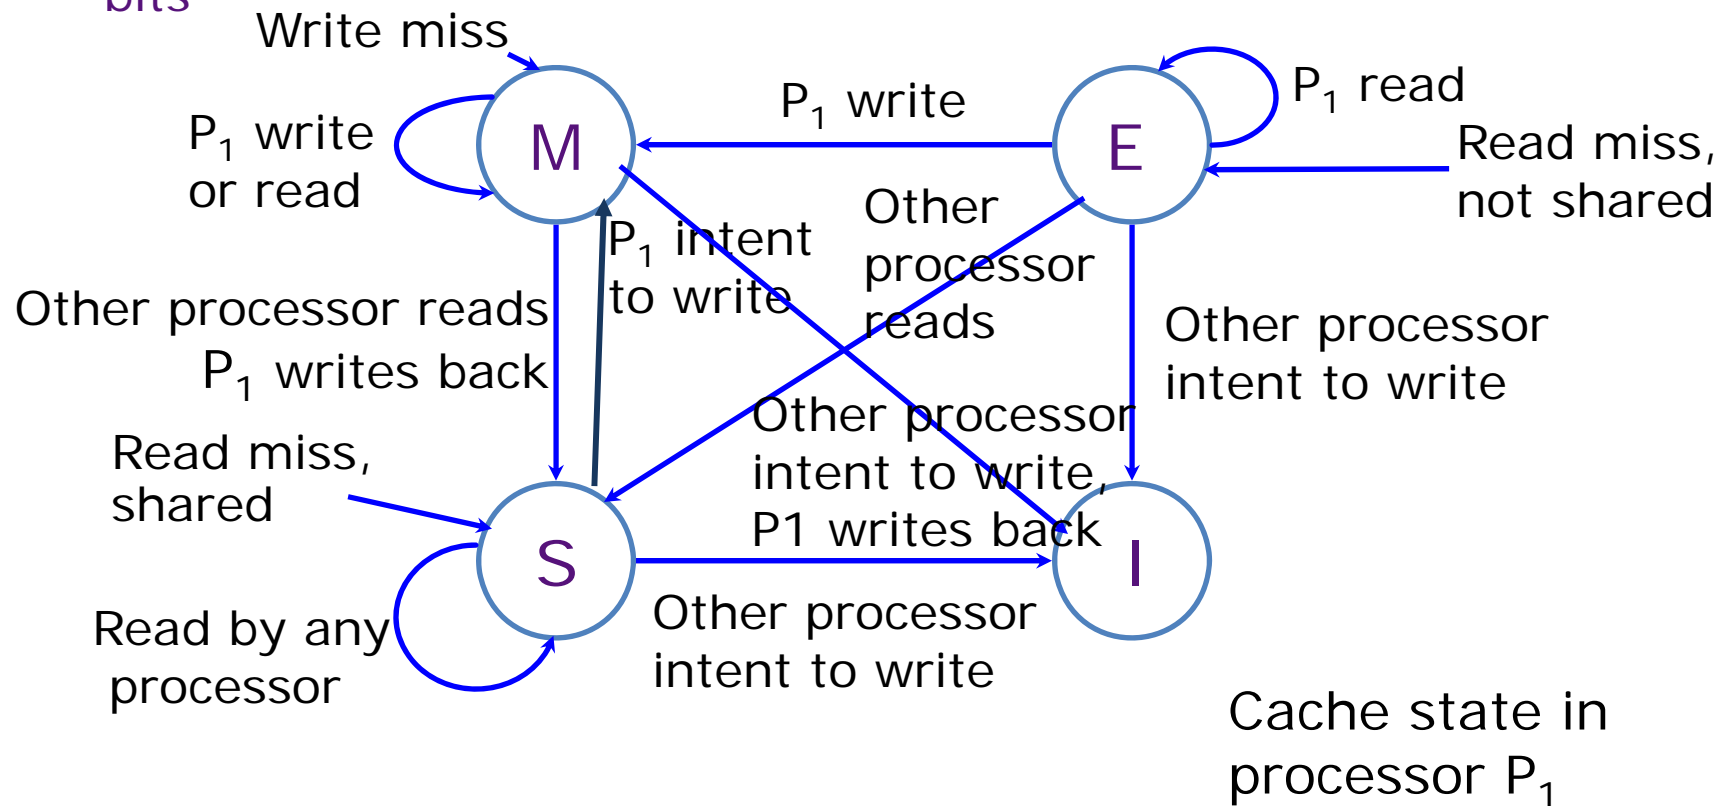 bits
Write miss
P1 write
or read
M
P1 write
E
P1 read
Read miss,
not shared
P1 intent
to write
Other
processor
reads
Other processor reads
P1 writes back
Other processor
intent to write
Read miss,
shared
Other processor
intent to write,
P1 writes back
S
I
Read by any
processor
Other processor
intent to write
Cache state in
processor P1